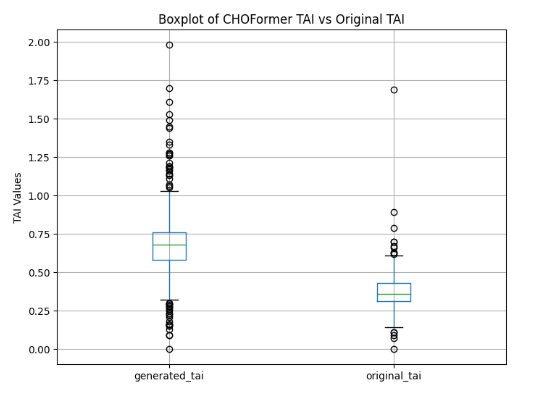 Boxplot of CHOFormer TAI vs Original TAI
TAI Values
2.00
1.75
1.50
1.25
1.00
0.75
0.50
0.25
0.00
generated_tai
original_tai